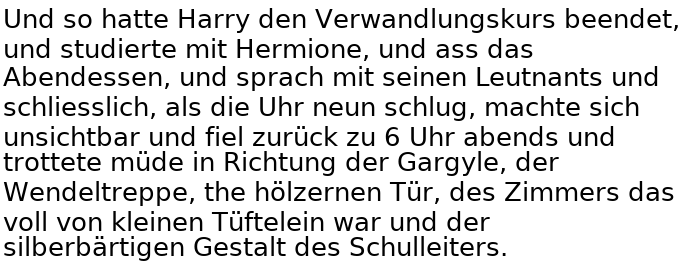 Und so hatte Harry den Verwandlungskurs beendet,
und studierte mit Hermione, und ass das
Abendessen, und sprach mit seinen Leutnants und
schliesslich, als die Uhr neun schlug, machte sich
unsichtbar und fiel zurück zu 6 Uhr abends und
trottete müde in Richtung der Gargyle, der
Wendeltreppe, the hölzernen Tür, des Zimmers das
voll von kleinen Tüftelein war und der
silberbärtigen Gestalt des Schulleiters.